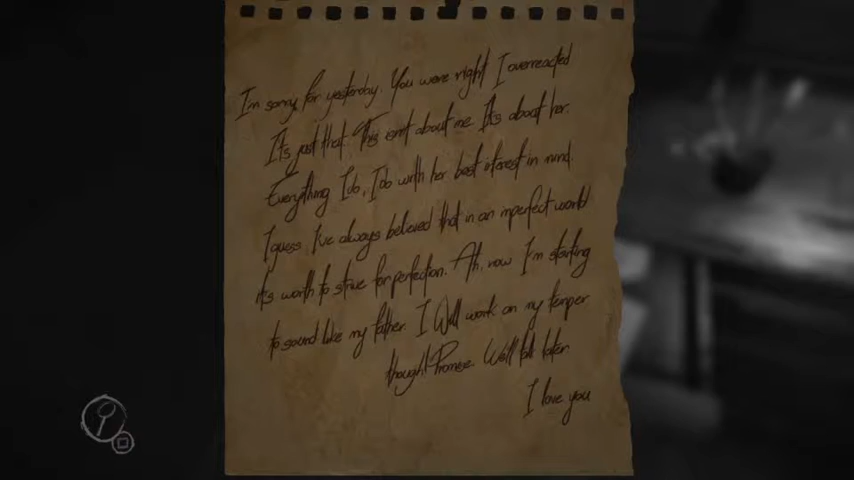 I'm sorry for yesterday. You were right I overreacted
It's just that. This isn't about me. It's about her.
Everything I do, I do with her best interest in mind.
I guess I've always believed that in an imperfect world
it's worth to strive for perfection. Ah, now I'm starting
to sound like my father. I Will work on my temper
though! Promise. We'll talk later.
I love you